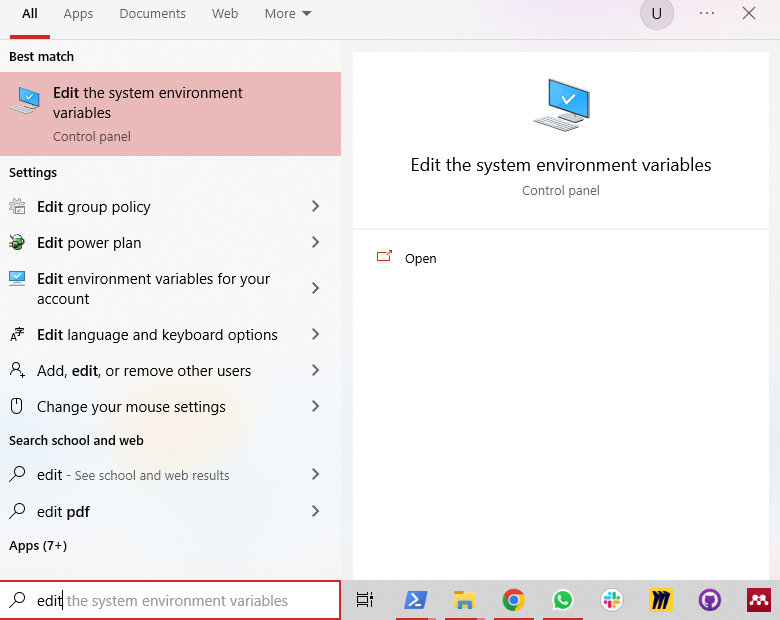 All Apps Documents Web More U ...
Best match
Edit the system environment
variables
Control panel
Settings
Edit group policy
Edit power plan
Edit environment variables for your
account
Edit language and keyboard options
Add, edit, or remove other users
Change your mouse settings
Search school and web
edit - See school and web results
edit pdf
Apps (7+)
edit the system environment variables
Edit the system environment variables
Control panel
Open